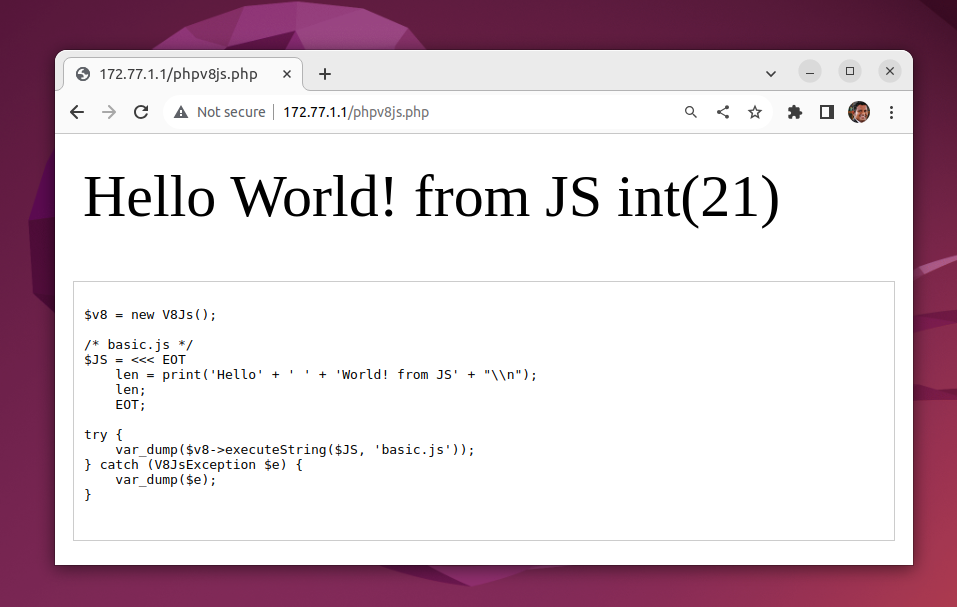 172.77.1.1/phpv8js.php
Not secure 172.77.1.1/phpv8js.php
Hello World! from JS int(21)
$v8 = new V8Js();
/* basic.js */
$JS = <<< EOT
    len = print('Hello' + ' ' + 'World! from JS' + "\\n");
    len;
    EOT;
try {
    var_dump($v8->executeString($JS, 'basic.js'));
} catch (V8JsException $e) {
    var_dump($e);
}